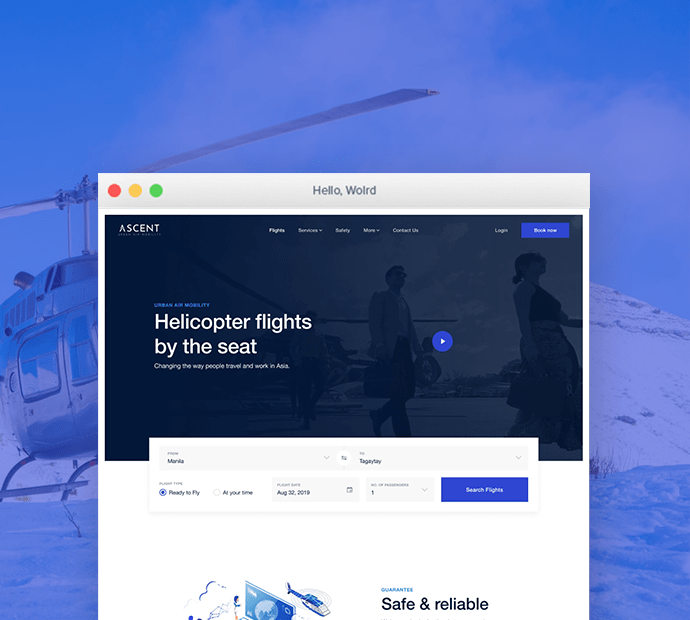 Hello, Wolrd
ASCENT
URBAN AIR MOBILITY
Flights Services Safety More Contact Us Login Book now
URBAN AIR MOBILITY
Helicopter flights
by the seat
Changing the way people travel and work in Asia.
FROM TO
Manila Tagaytay
FLIGHT TYPE FLIGHT DATE NO. OF PASSENGERS
Ready to Fly At your time Aug 32, 2019 1 Search Flights
GUARANTEE
Safe & reliable